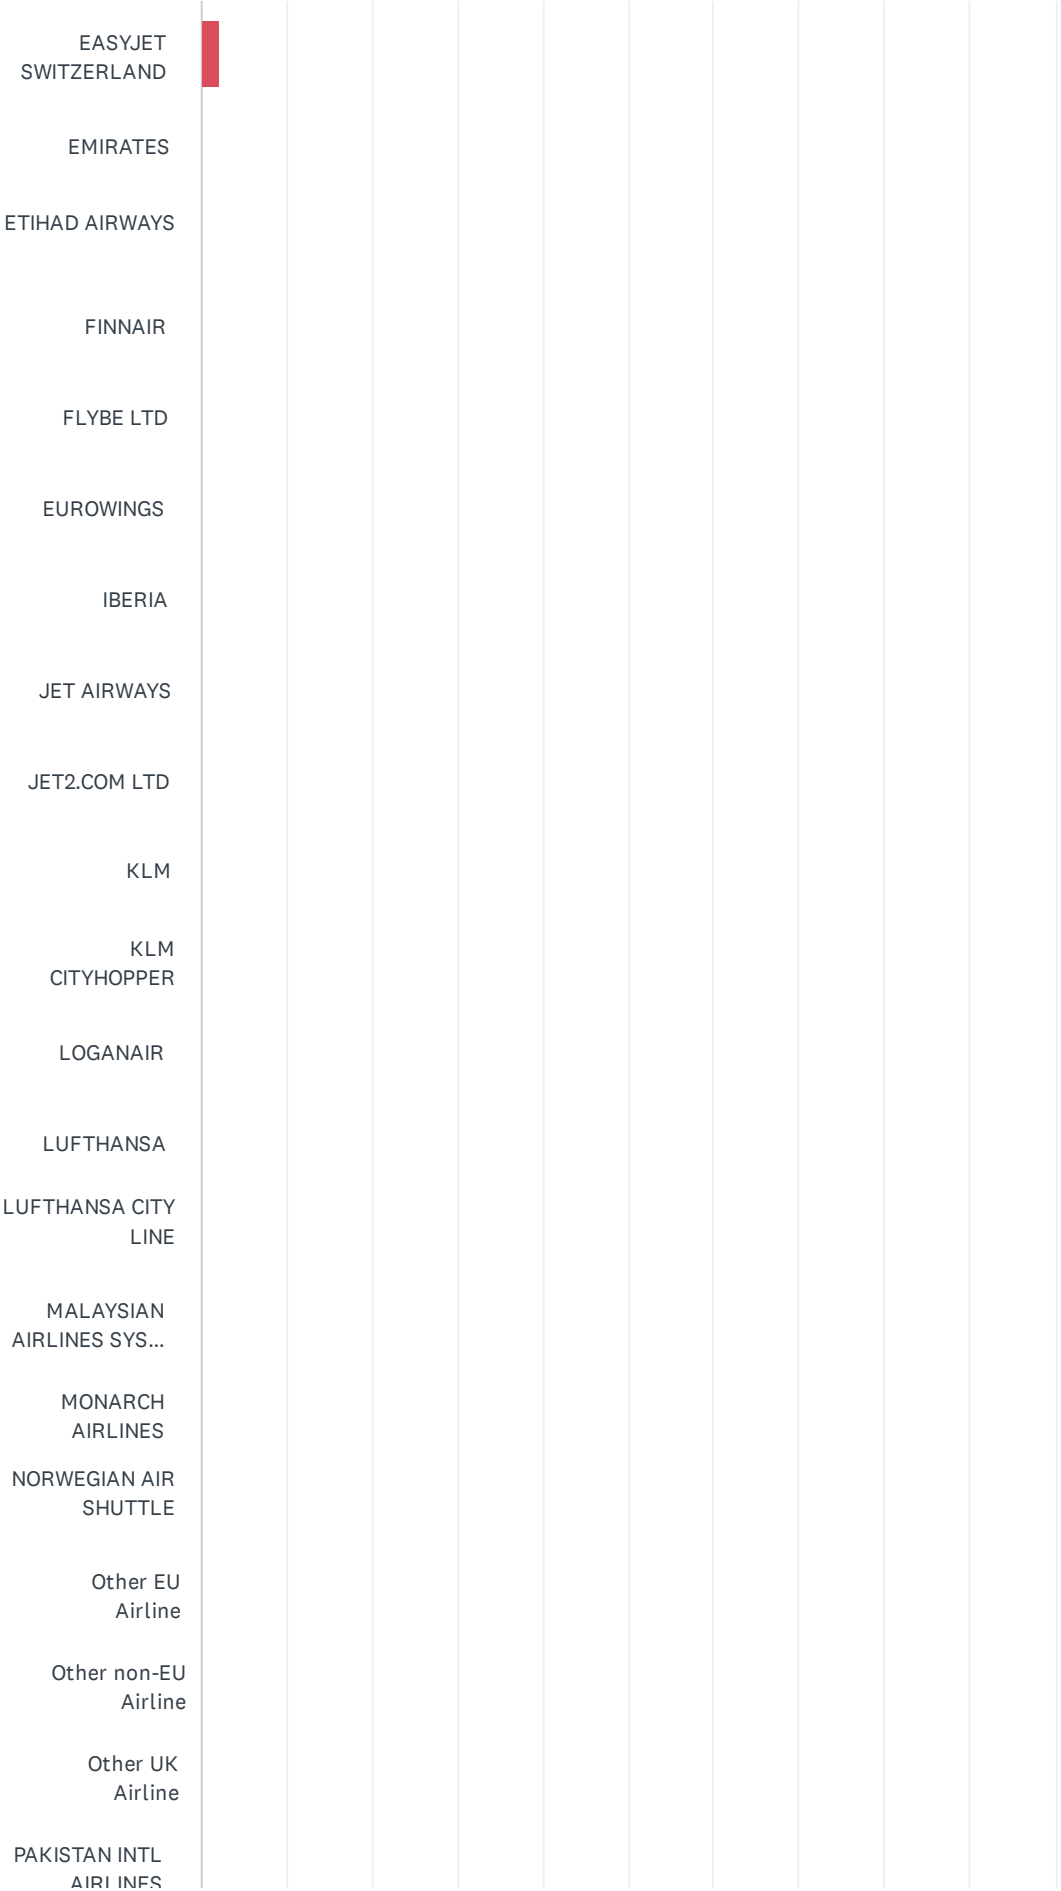 EASYJET
SWITZERLAND
EMIRATES
ETIHAD AIRWAYS
FINNAIR
FLYBE LTD
EUROWINGS
IBERIA
JET AIRWAYS
JET2.COM LTD
KLM
KLM
CITYHOPPER
LOGANAIR
LUFTHANSA
LUFTHANSA CITY
LINE
MALAYSIAN
AIRLINES SYS...
MONARCH
AIRLINES
NORWEGIAN AIR
SHUTTLE
Other EU
Airline
Other non-EU
Airline
Other UK
Airline
PAKISTAN INTL
AIRLINES